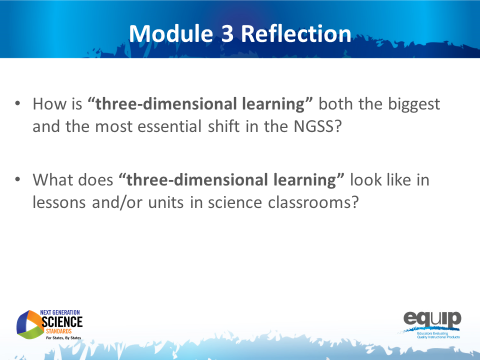 Module 3 Reflection
• How is “three-dimensional learning” both the biggest
and the most essential shift in the NGSS?
• What does “three-dimensional learning” look like in
lessons and/or units in science classrooms?
NEXT GENERATION
SCIENCE
STANDARDS
For States, By States
equip
Educators Evaluating
Quality Instructional Products